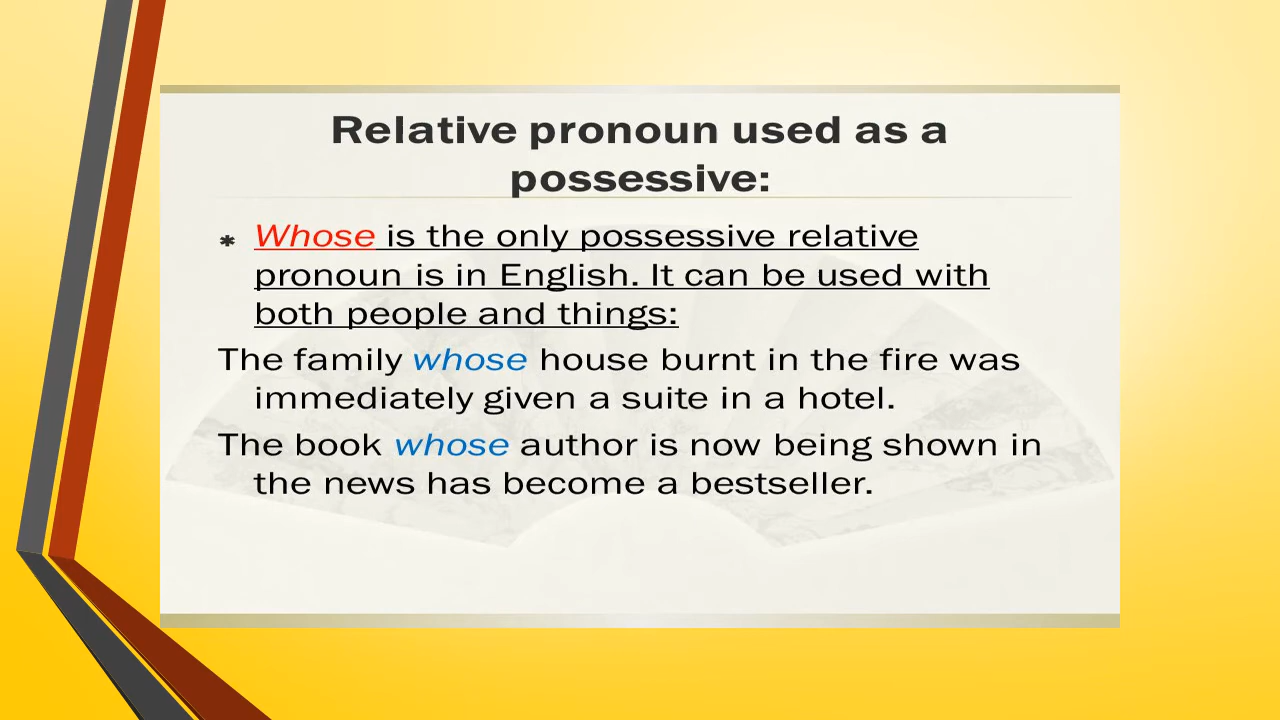 Relative pronoun used as a
possessive:
* Whose is the only possessive relative
pronoun is in English. It can be used with
both people and things:
The family whose house burnt in the fire was
immediately given a suite in a hotel.
The book whose author is now being shown in
the news has become a bestseller.